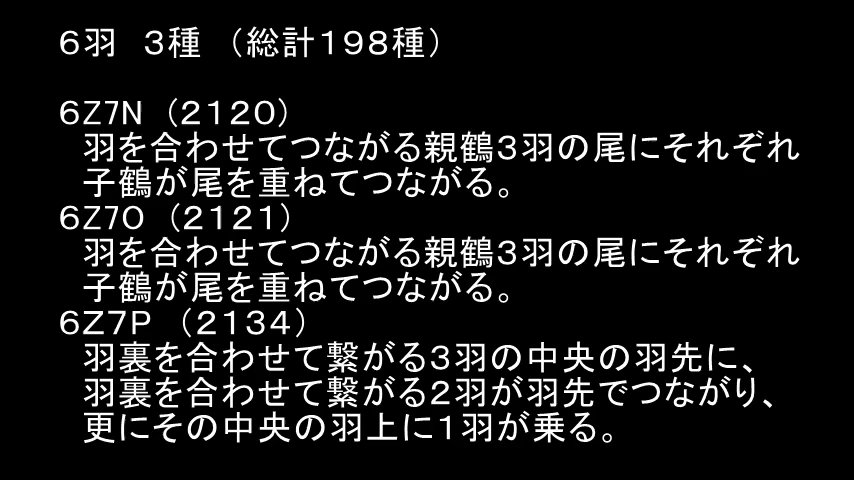 ６羽　３種　（総計１９８種）
６Z７N（２１２０）
羽を合わせてつながる親鶴３羽の尾にそれぞれ
子鶴が尾を重ねてつながる。
６Z７O（２１２１）
羽を合わせてつながる親鶴３羽の尾にそれぞれ
子鶴が尾を重ねてつながる。
６Z７P（２１３４）
羽裏を合わせて繋がる３羽の中央の羽先に、
羽裏を合わせて繋がる２羽が羽先でつながり、
更にその中央の羽上に１羽が乗る。